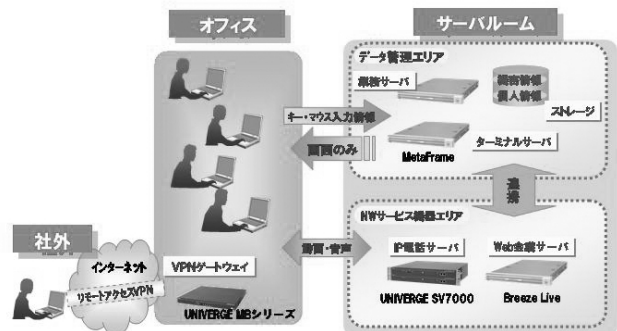 オフィス
サーバルーム
データ管理エリア
業務サーバ
機密情報
個人情報
ストレージ
キー・マウス入力情報
画面のみ
ターミナルサーバ
MetaFrame
連携
NWサービス機器エリア
社外
インターネット
リモートアクセスVPN
VPNゲートウェイ
UNIVERGE MBシリーズ
動画・音声
IP電話サーバ
Web会議サーバ
UNIVERGE SV7000
Breeze Live